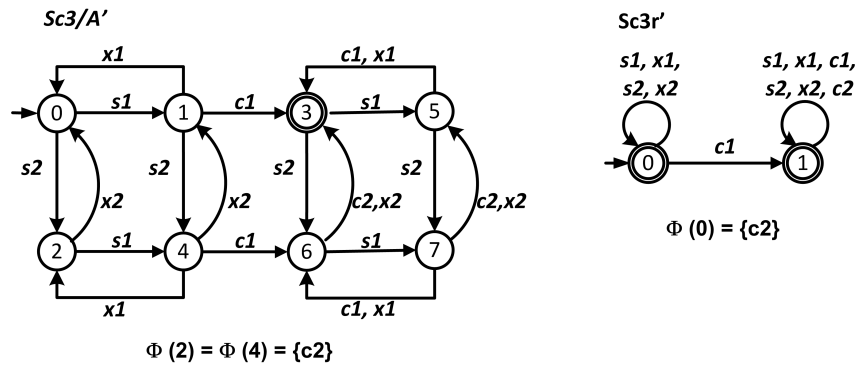 Sc3/A’
Sc3r’
x1
c1, x1
s1, x1,
s2, x2
s1, x1, c1,
s2, x2, c2
0
s1
1
c1
3
s1
5
0
c1
1
s2
x2
s2
x2
s2
c2,x2
s2
c2,x2
Φ (0) = {c2}
2
s1
4
c1
6
s1
7
x1
c1, x1
Φ (2) = Φ (4) = {c2}